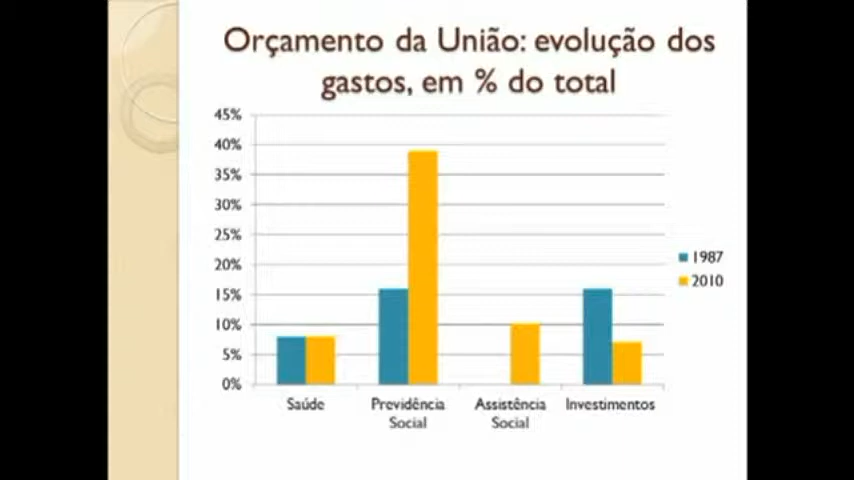 Orçamento da União: evolução dos
gastos, em % do total
45%
40%
35%
30%
25%
20%
15%
10%
5%
0%
Saúde
Previdência
Social
Assistência
Social
Investimentos
1987
2010